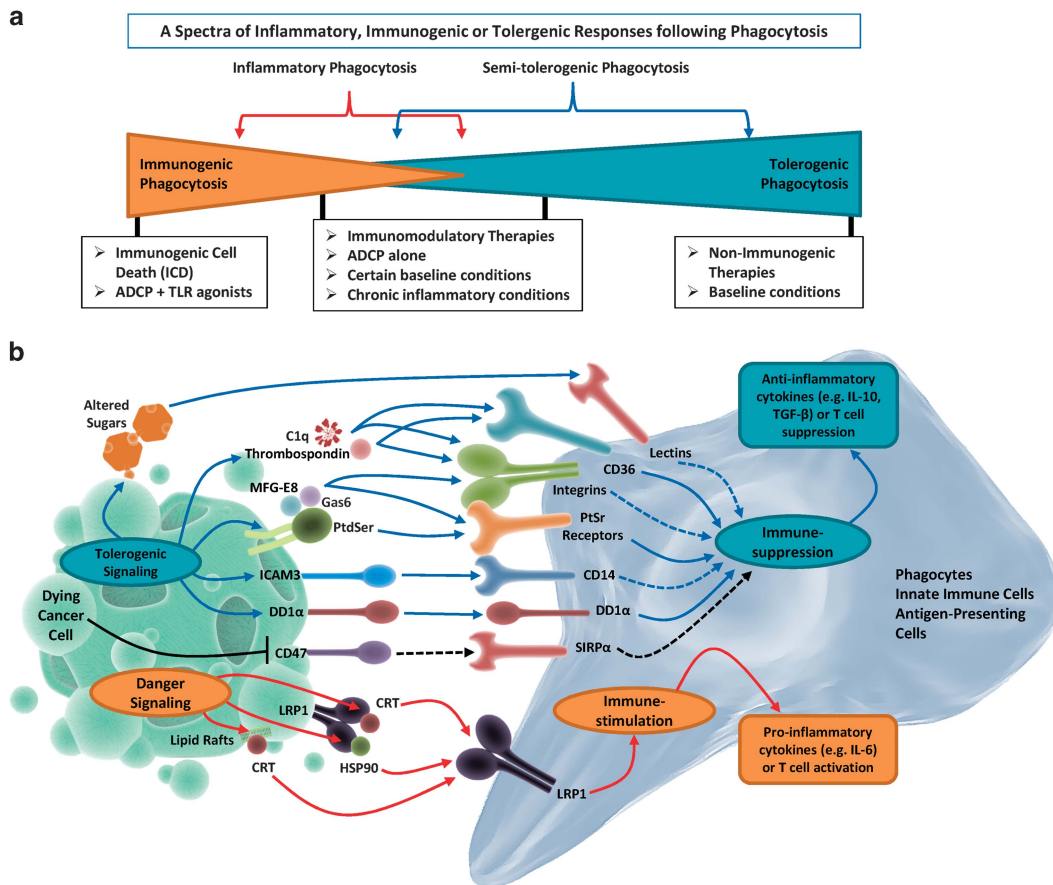 a
A Spectra of Inflammatory, Immunogenic or Tolergenic Responses following Phagocytosis
Inflammatory Phagocytosis
Semi-tolerogenic Phagocytosis
Immunogenic
Phagocytosis
Tolerogenic
Phagocytosis
➢ Immunogenic Cell
Death (ICD)
➢ ADCP + TLR agonists
➢ Immunomodulatory Therapies
➢ ADCP alone
➢ Certain baseline conditions
➢ Chronic inflammatory conditions
➢ Non-Immunogenic
Therapies
➢ Baseline conditions
b
Altered
Sugars
C1q
Thrombospondin
MFG-E8
Gas6
PtdSer
Tolerogenic
Signaling
ICAM3
DD1α
Dying
Cancer
Cell
CD47
Danger
Signaling
LRP1
CRT
Lipid Rafts
CRT
HSP90
Lectins
CD36
Integrins
PtSr
Receptors
CD14
DD1α
SIRPα
LRP1
Immune-
suppression
Anti-inflammatory
cytokines (e.g. IL-10,
TGF-β) or T cell
suppression
Phagocytes
Innate Immune Cells
Antigen-Presenting
Cells
Immune-
stimulation
Pro-inflammatory
cytokines (e.g. IL-6)
or T cell activation